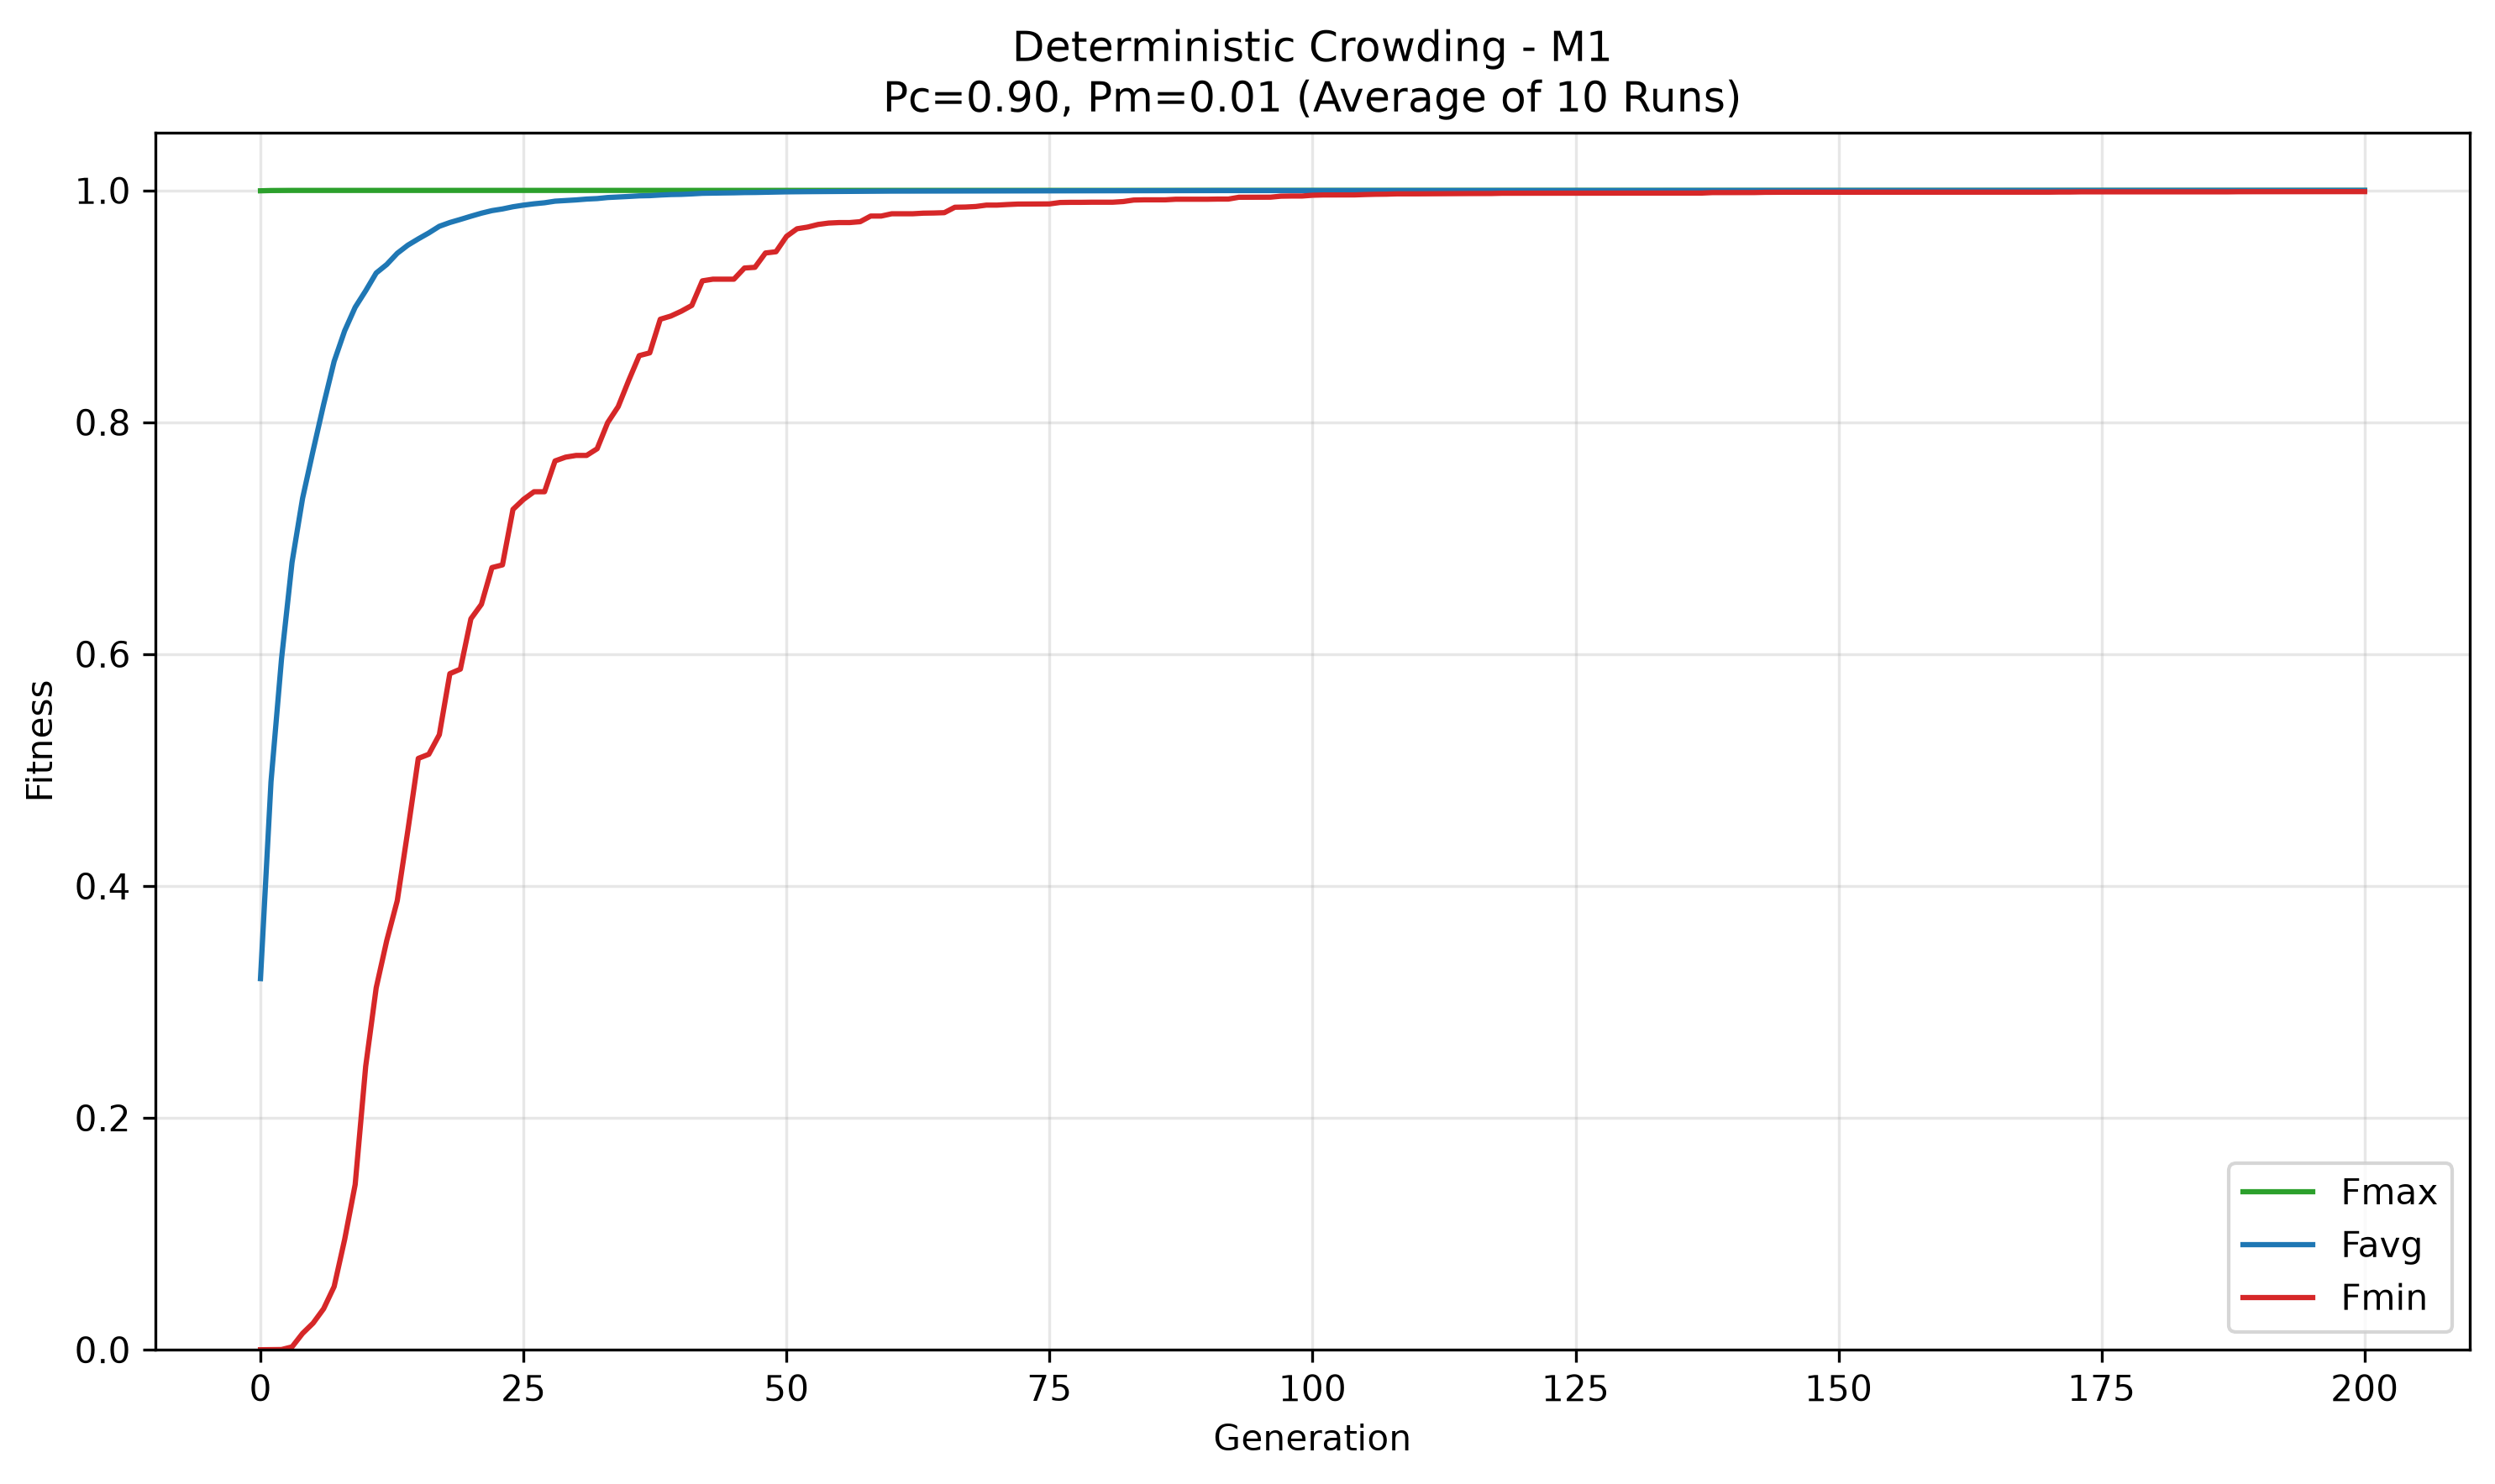 Deterministic Crowding - M1
Pc=0.90, Pm=0.01 (Average of 10 Runs)
Fitness
1.0
0.8
0.6
0.4
0.2
0.0
0 25 50 75 100 125 150 175 200
Generation
Fmax
Favg
Fmin